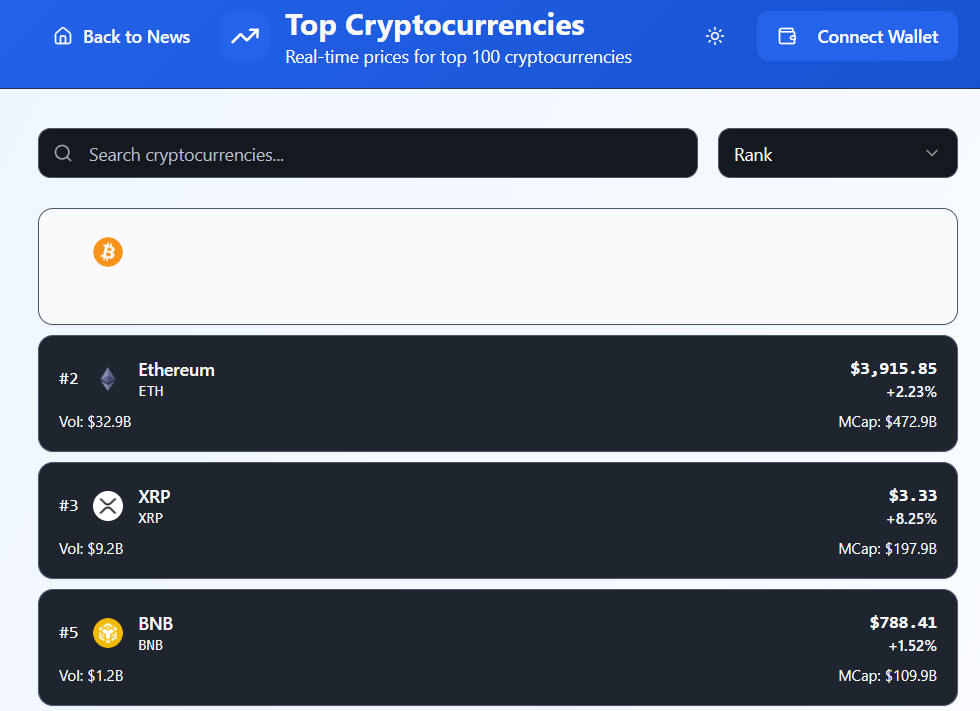 Back to News
Top Cryptocurrencies
Real-time prices for top 100 cryptocurrencies
Connect Wallet
Search cryptocurrencies...
Rank
#2
Ethereum
ETH
$3,915.85
+2.23%
Vol: $32.9B
MCap: $472.9B
#3
XRP
XRP
$3.33
+8.25%
Vol: $9.2B
MCap: $197.9B
#5
BNB
BNB
$788.41
+1.52%
Vol: $1.2B
MCap: $109.9B